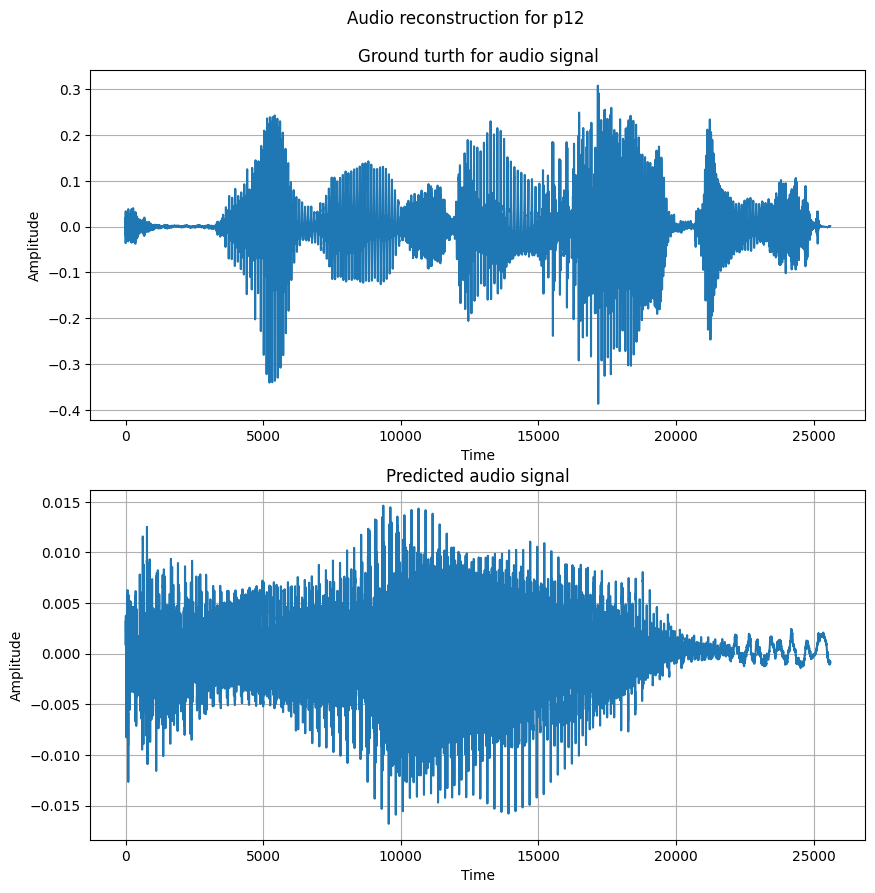 Audio reconstruction for p12
Ground turth for audio signal
0.3
0.2
0.1
0.0
−0.1
−0.2
−0.3
−0.4
Amplitude
0 5000 10000 15000 20000 25000
Time
Predicted audio signal
0.015
0.010
0.005
0.000
−0.005
−0.010
−0.015
Amplitude
0 5000 10000 15000 20000 25000
Time